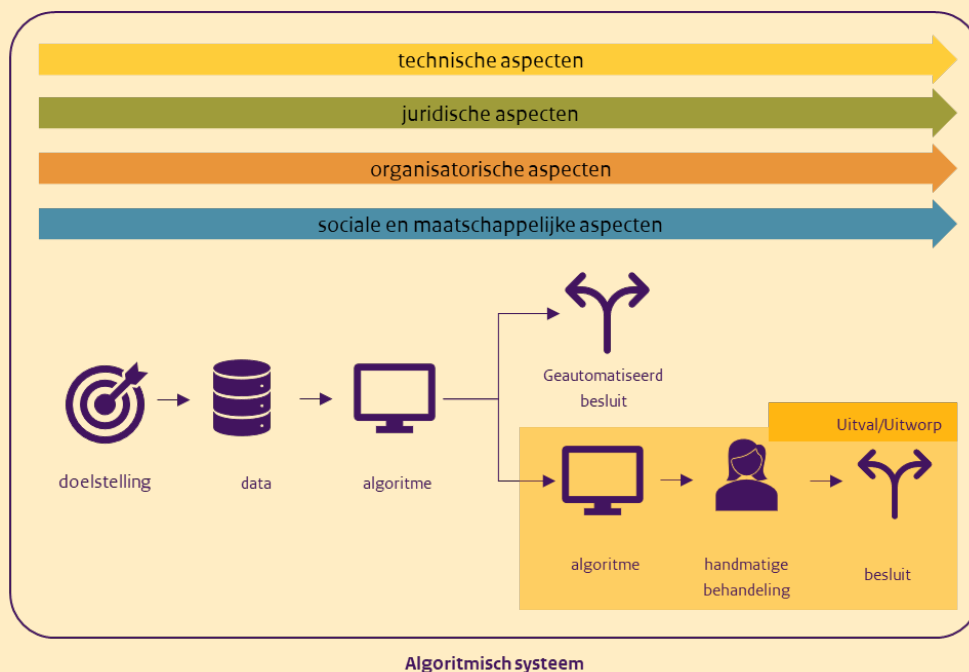 technische aspecten
juridische aspecten
organisatorische aspecten
sociale en maatschappelijke aspecten
Geautomatiseerd
besluit
doelstelling
data
algoritme
Uitval/Uitworp
algoritme
handmatige
behandeling
besluit
Algoritmisch systeem